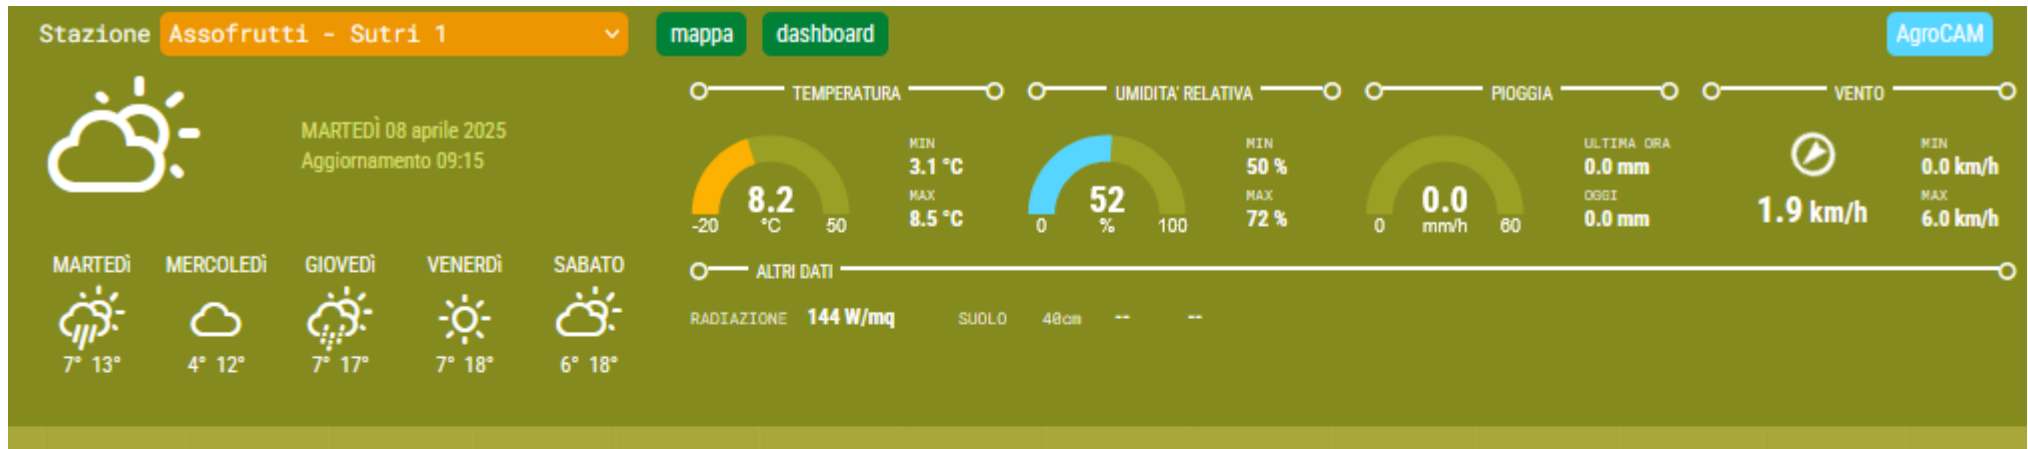 Stazione Assofrutti - Sutri 1 mappa dashboard AgroCAM
MARTEDÌ 08 aprile 2025
Aggiornamento 09:15
TEMPERATURA
8.2
°C
-20 50
MIN
3.1 °C
MAX
8.5 °C
UMIDITA' RELATIVA
52
%
0 100
MIN
50 %
MAX
72 %
PIOGGIA
0.0
mm/h
0 60
ULTIMA ORA
0.0 mm
OGGI
0.0 mm
VENTO
1.9 km/h
MIN
0.0 km/h
MAX
6.0 km/h
MARTEDì MERCOLEDì GIOVEDì VENERDì SABATO
7° 13° 4° 12° 7° 17° 7° 18° 6° 18°
ALTRI DATI
RADIAZIONE 144 W/mq SUOLO 40cm -- --